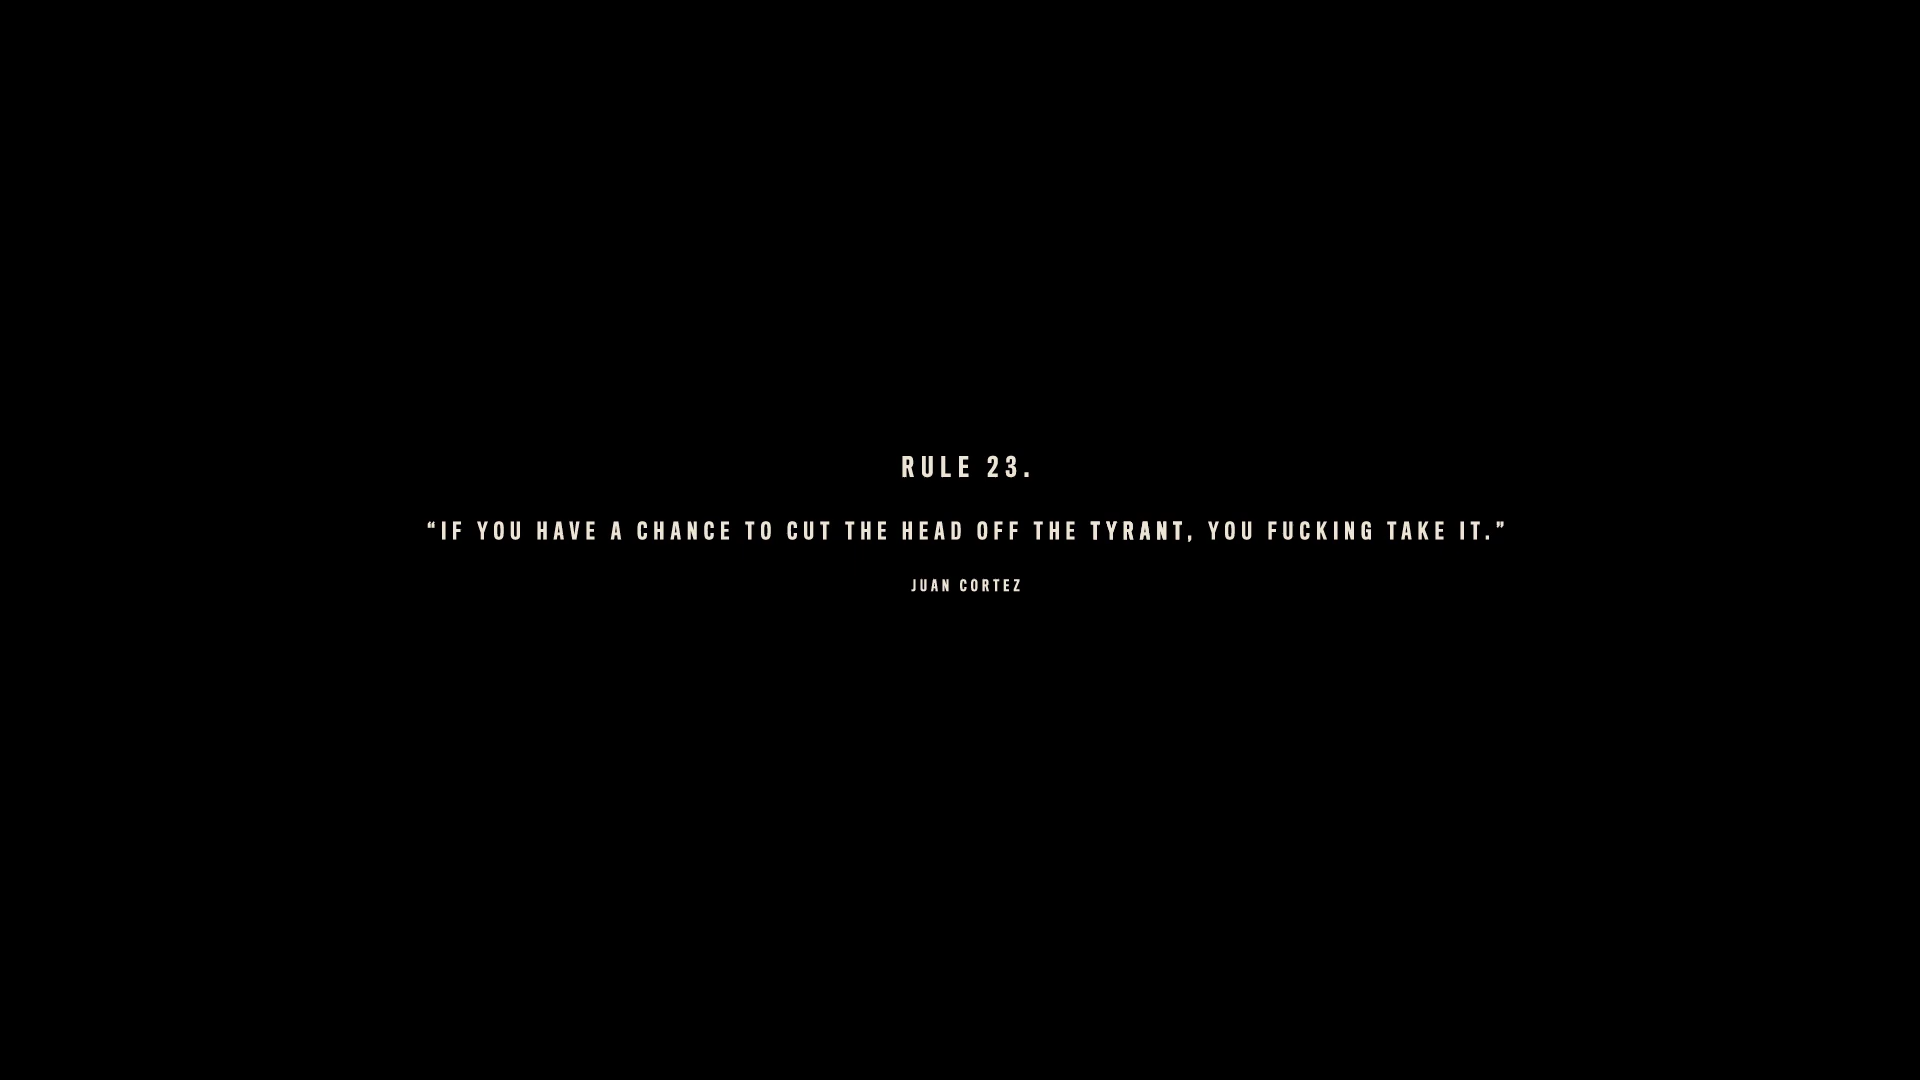 RULE 23.
“IF YOU HAVE A CHANCE TO CUT THE HEAD OFF THE TYRANT, YOU FUCKING TAKE IT.”
JUAN CORTEZ